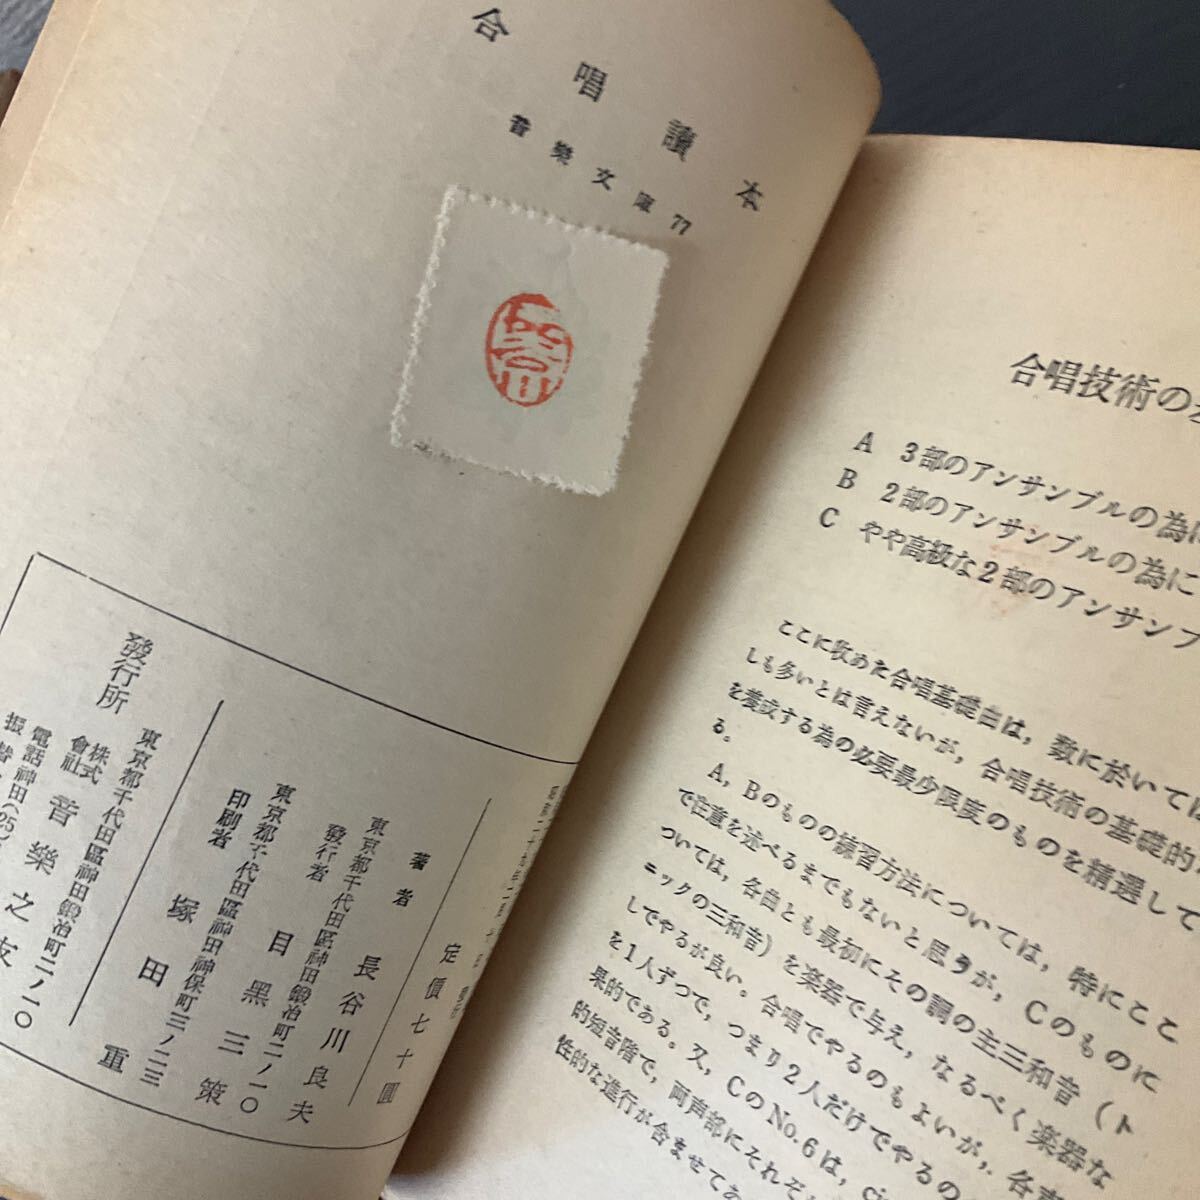 合唱讀本
音樂文庫77
定價七十圓
著者 長谷川良夫
東京都千代田區神田鍛冶町二ノ一〇
發行者 目黑三策
東京都千代田區神田神保町三ノ二三
印刷者 塚田重
東京都千代田區神田鍛冶町二ノ一〇
發行所 株式會社 音樂之友
電話神田(25)
振替
合唱技術の
A 3部のアンサンブルの為に
B 2部のアンサンブルの為に
C やや高級な2部のアンサンブ
ここに收めた合唱基礎曲は，数に於いては
しも多いとは言えないが，合唱技術の基礎的
を養成する為の必要最少限度のものを精選して
る。
A，Bのものの練習方法については，特にここ
で注意を述べるまでもないと思うが，Cのものに
ついては，各曲とも最初にその調の主三和音（ト
ニックの三和音）を楽器で与え，なるべく楽器な
しでやるが良い。合唱でやるのもよいが，各声
を1人ずつで，つまり2人だけでやるの
果的である。又，CのNo.6は，
的短音階で，両声部にそれぞ
性的な進行が含ませてあ